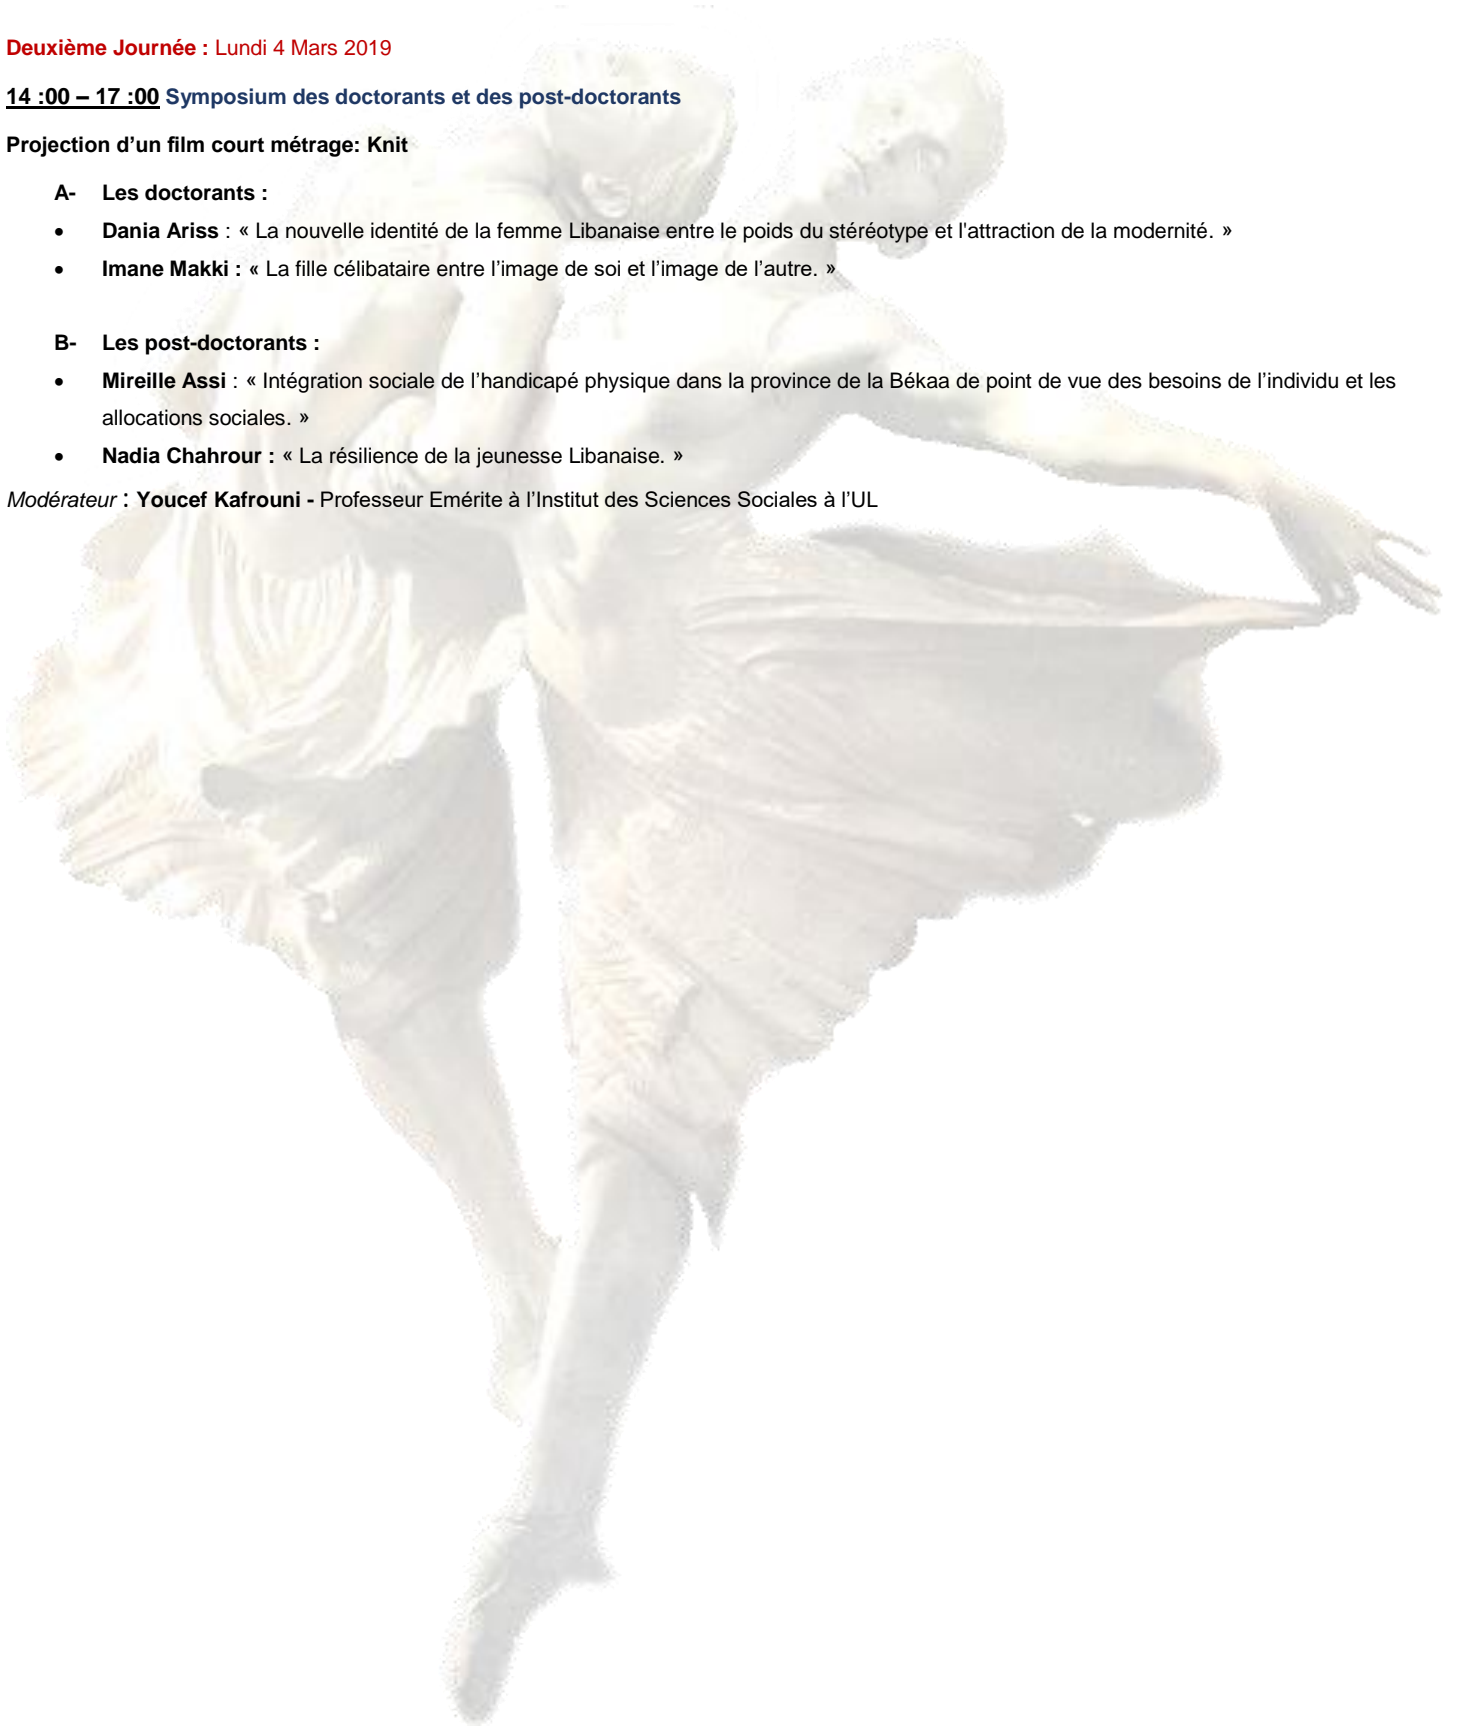 Deuxième Journée : Lundi 4 Mars 2019
14 :00 – 17 :00 Symposium des doctorants et des post-doctorants
Projection d’un film court métrage: Knit
A- Les doctorants :
• Dania Ariss : « La nouvelle identité de la femme Libanaise entre le poids du stéréotype et l'attraction de la modernité. »
• Imane Makki : « La fille célibataire entre l’image de soi et l’image de l’autre. »
B- Les post-doctorants :
• Mireille Assi : « Intégration sociale de l’handicapé physique dans la province de la Békaa de point de vue des besoins de l’individu et les
allocations sociales. »
• Nadia Chahrour : « La résilience de la jeunesse Libanaise. »
Modérateur : Youcef Kafrouni - Professeur Emérite à l’Institut des Sciences Sociales à l’UL